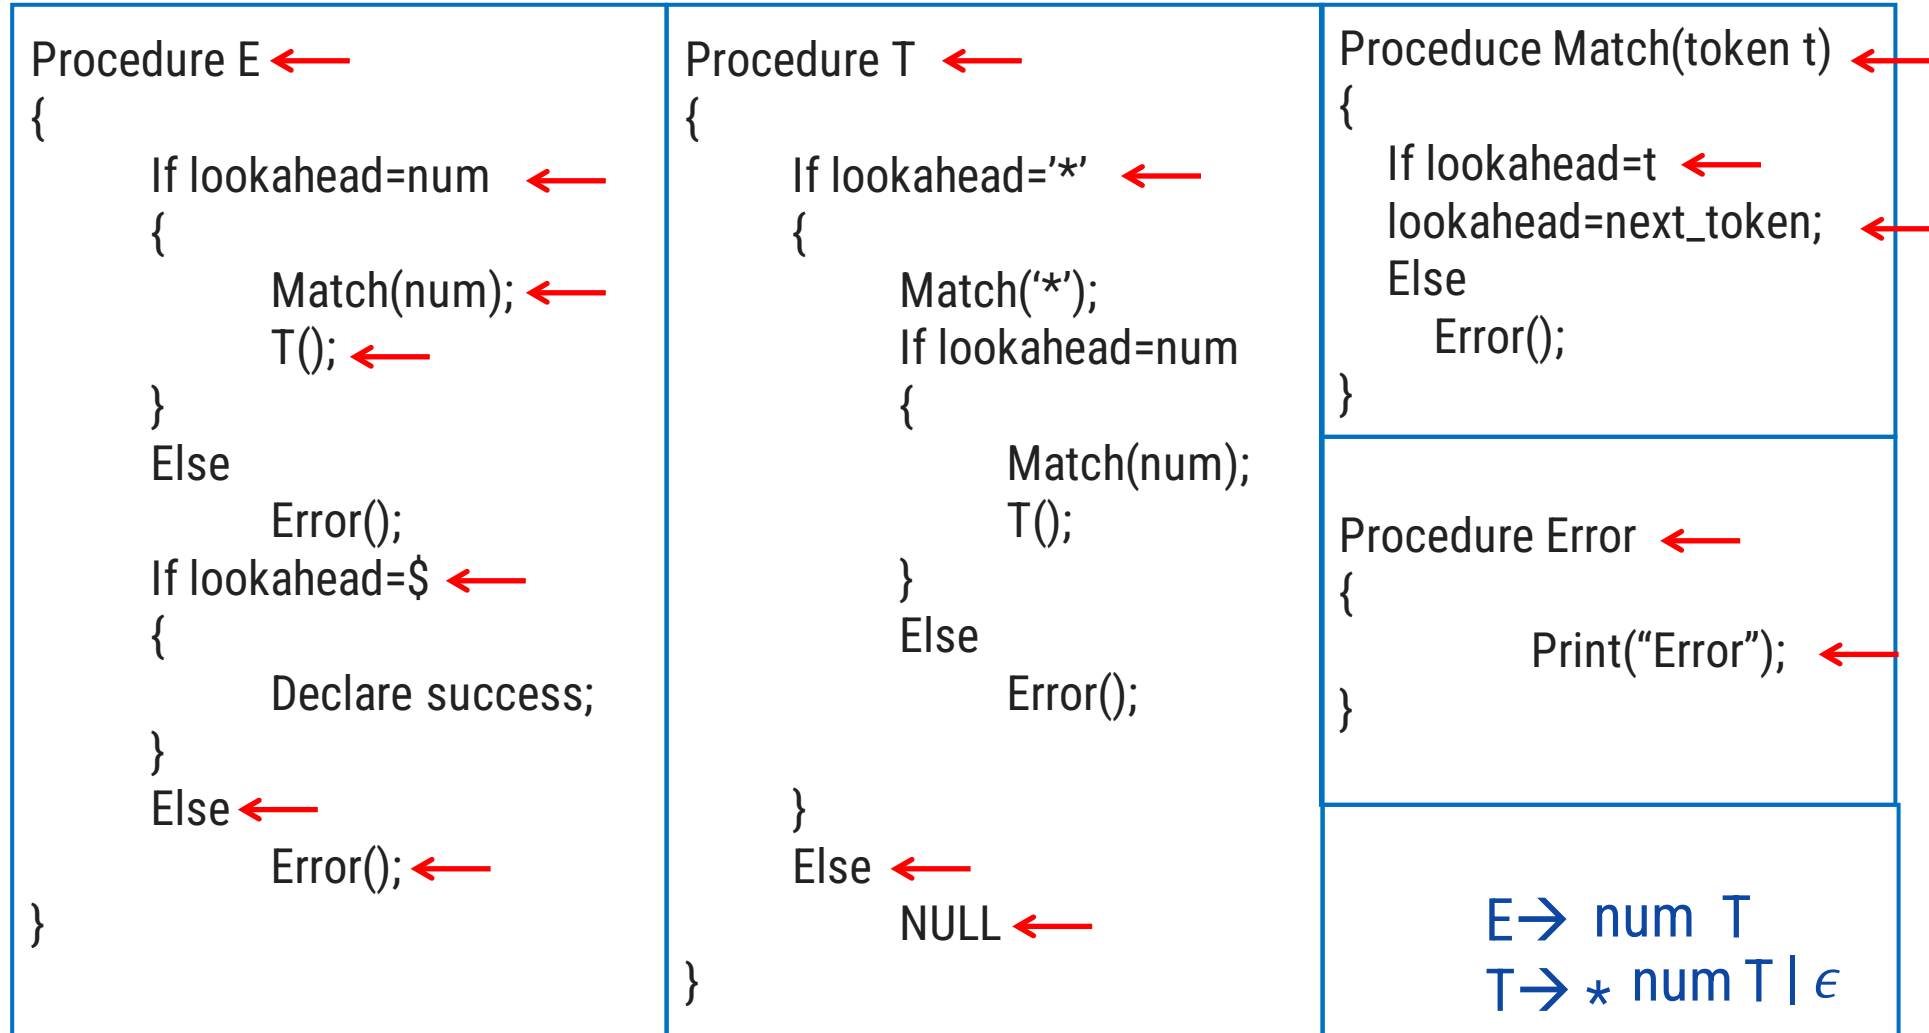 Procedure E
{
If lookahead=num
{
Match(num);
T();
}
Else
Error();
If lookahead=$
{
Declare success;
}
Else
Error();
}
Procedure T
{
If lookahead=’*’
{
Match(‘*’);
If lookahead=num
{
Match(num);
T();
}
Else
Error();
}
Else
NULL
}
Proceduce Match(token t)
{
If lookahead=t
lookahead=next_token;
Else
Error();
}
Procedure Error
{
Print(“Error”);
}
E→ num T
T→ * num T | ϵ